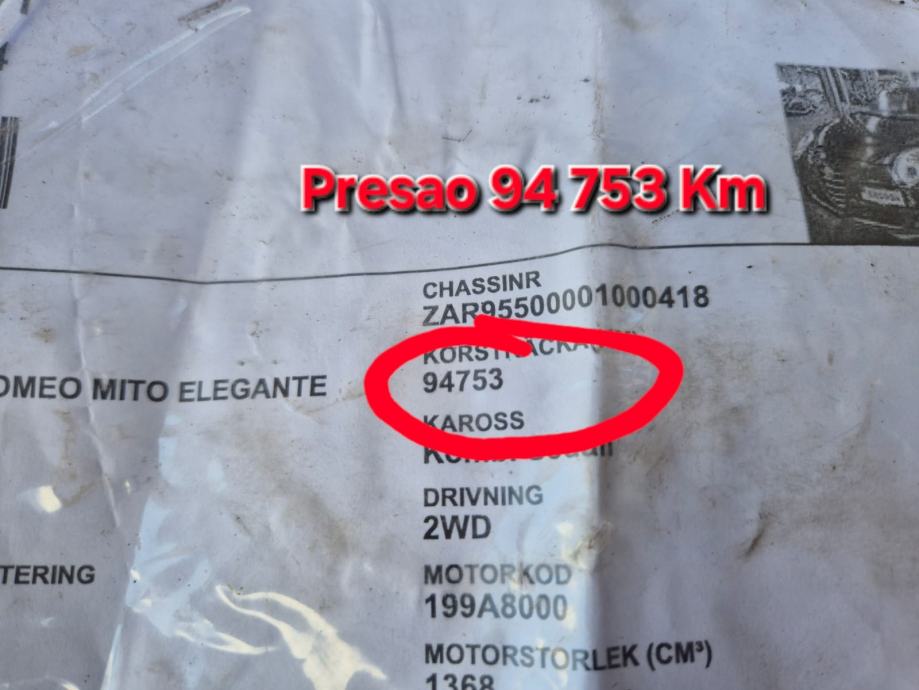 Presao 94 753 Km
CHASSINR
ZAR95500001000418
94753
OMEO MITO ELEGANTE
KAROSS
DRIVNING
2WD
TERING
MOTORKOD
199A8000
MOTORSTORLEK (CM³)
1368